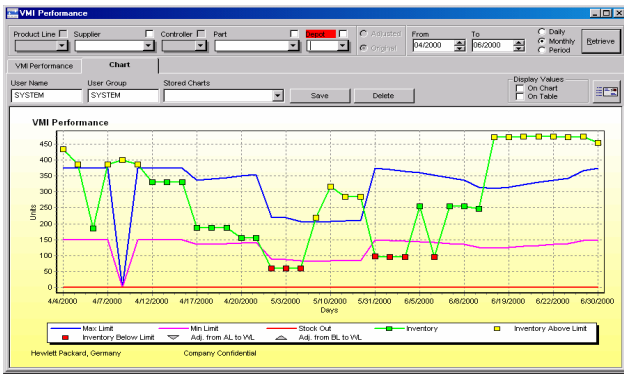 VMI Performance
Product Line Supplier Controller Part Depot Adjusted Original From To Daily Monthly Period Retrieve
04/2000 06/2000
VMI Performance Chart
User Name User Group Stored Charts Display Values
SYSTEM SYSTEM Save Delete On Chart On Table
VMI Performance
450
400
350
300
250
200
150
100
50
0
Units
4/4/2000 4/7/2000 4/12/2000 4/17/2000 4/20/2000 5/3/2000 5/10/2000 5/31/2000 6/5/2000 6/8/2000 6/19/2000 6/22/2000 6/30/2000
Days
Max Limit Min Limit Stock Out Inventory Inventory Above Limit
Inventory Below Limit Adj. from AL to WL Adj. from BL to WL
Hewlett Packard, Germany Company Confidential